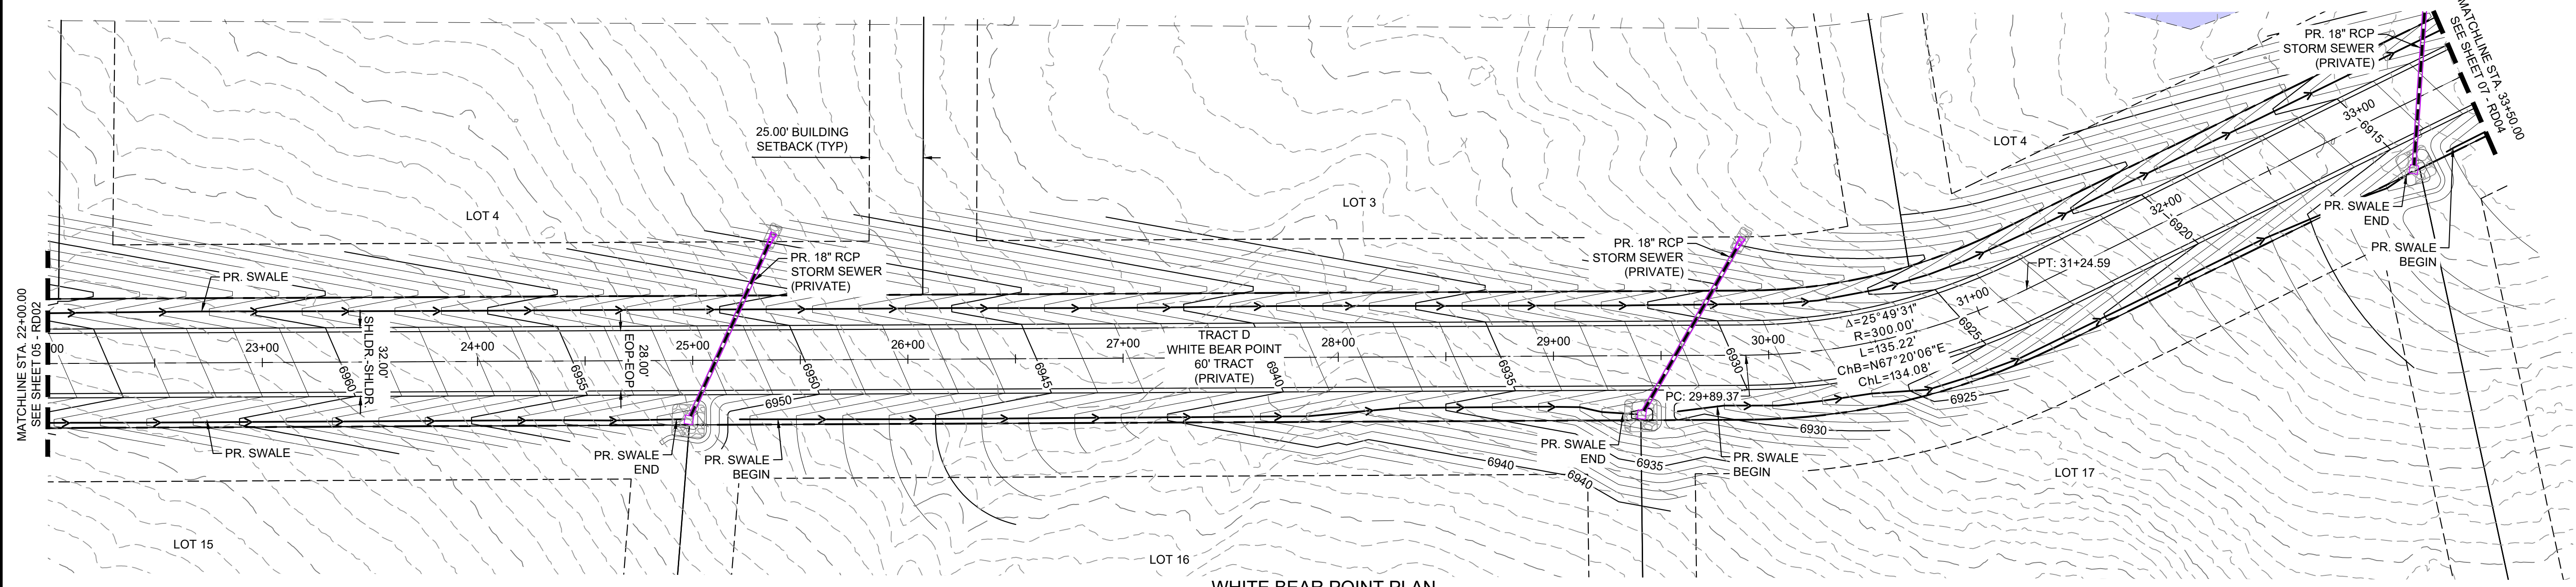 MATCHLINE STA. 22+00.00
SEE SHEET 05 - RD02
00
PR. SWALE
LOT 4
25.00' BUILDING
SETBACK (TYP)
LOT 3
LOT 4
PR. 18" RCP
STORM SEWER
(PRIVATE)
MATCHLINE STA. 33+50.00
SEE SHEET 07 - RD04
PR. 18" RCP
STORM SEWER
(PRIVATE)
PR. 18" RCP
STORM SEWER
(PRIVATE)
33+00
6915
32+00
6920
PR. SWALE
END
PR. SWALE
BEGIN
PT: 31+24.59
31+00
6925
23+00
6960
SHLDR.-SHLDR
32.00'
24+00
6955
EOP-EOP
28.00'
25+00
6950
26+00
6945
27+00
TRACT D
WHITE BEAR POINT
60' TRACT
(PRIVATE)
6940
28+00
6935
29+00
6930
30+00
Δ=25°49'31"
R=300.00'
L=135.22'
ChB=N67°20'06"E
ChL=134.08'
PC: 29+89.37
6925
6950
6930
PR. SWALE
PR. SWALE
END
PR. SWALE
BEGIN
6940
6940
PR. SWALE
END
6935
PR. SWALE
BEGIN
LOT 17
LOT 15
LOT 16
WHITE BEAR POINT PLAN